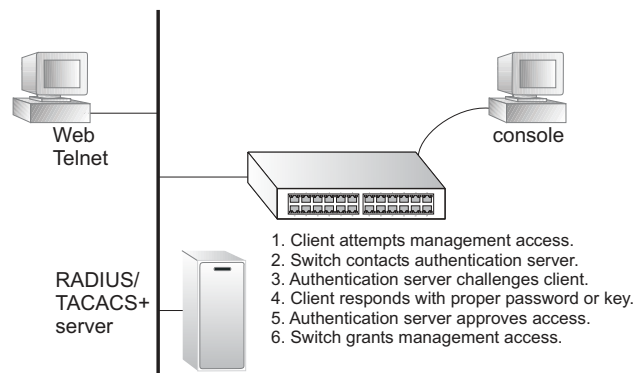 Web
Telnet
console
RADIUS/
TACACS+
server
1. Client attempts management access.
2. Switch contacts authentication server.
3. Authentication server challenges client.
4. Client responds with proper password or key.
5. Authentication server approves access.
6. Switch grants management access.